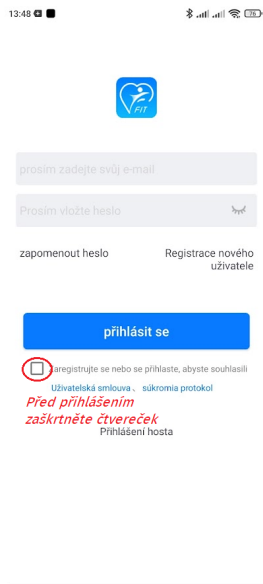 13:48
76
FIT
prosím zadejte svůj e-mail
Prosím vložte heslo
zapomenout heslo
Registrace nového
uživatele
přihlásit se
Zaregistrujte se nebo se přihlaste, abyste souhlasili
Uživatelská smlouva、 súkromia protokol
Před přihlášením
zaškrtněte čtvereček
Přihlášení hosta